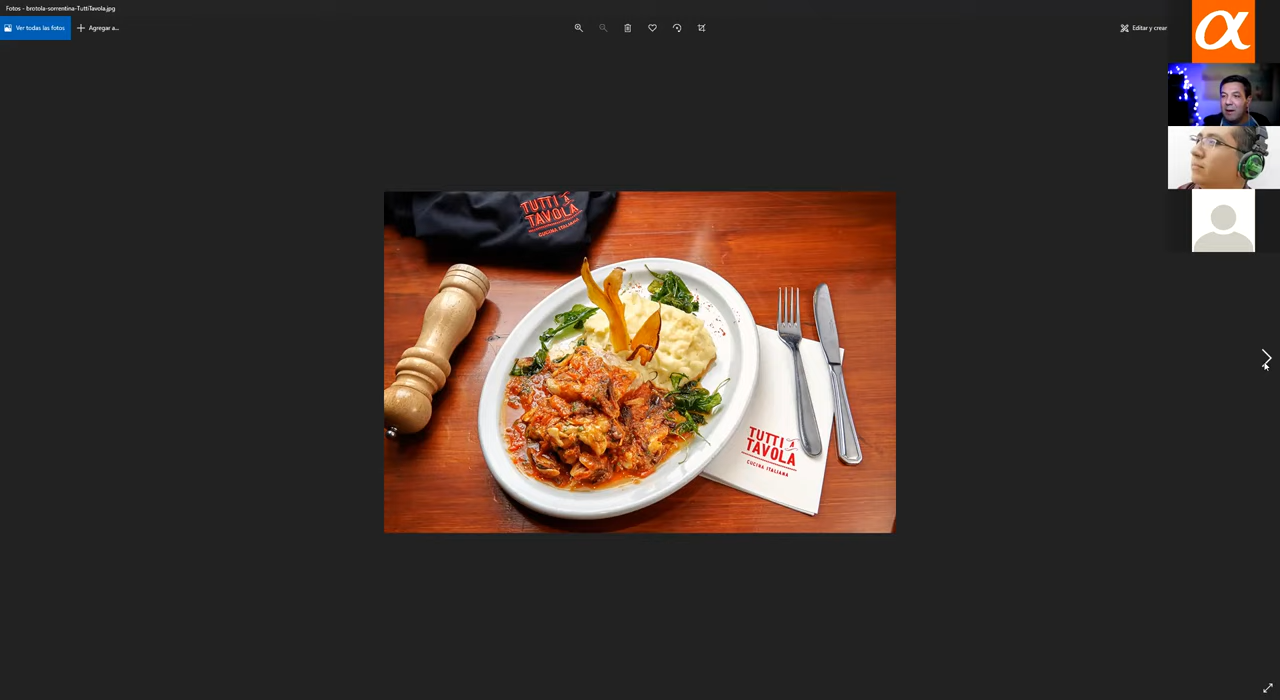 Fotos - brotola-sorrentina-TuttiTavola.jpg
Ver todas las fotos
Agregar a...
Editar y crear
α
TUTTI A
TAVOLA
CUCINA ITALIANA
TUTTI A
TAVOLA
CUCINA ITALIANA